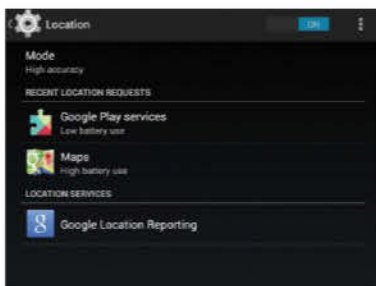 Location
ON
Mode
High accuracy
RECENT LOCATION REQUESTS
Google Play services
Low battery use
Maps
High battery use
LOCATION SERVICES
8 Google Location Reporting